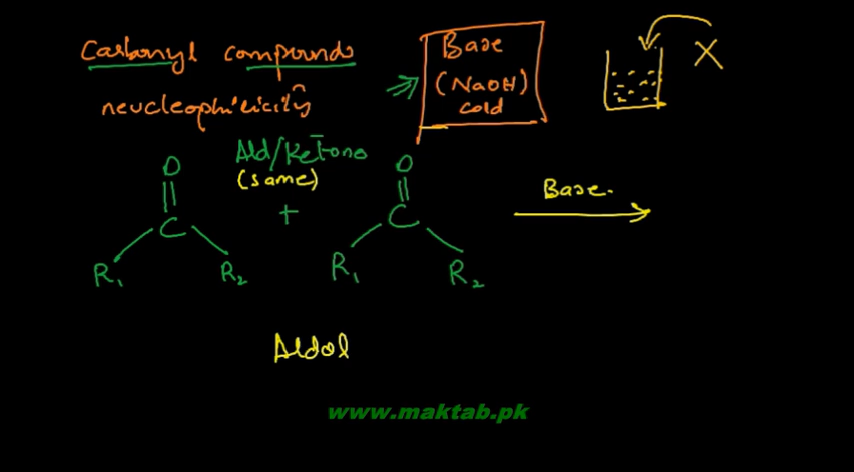 Carbonyl compounds
neucleophilicity
Base
(NaOH)
cold
X
Ald/Ketone
(same)
O
C
R₁ R₂
+
O
C
R₁ R₂
Base.
Aldol
www.maktab.pk